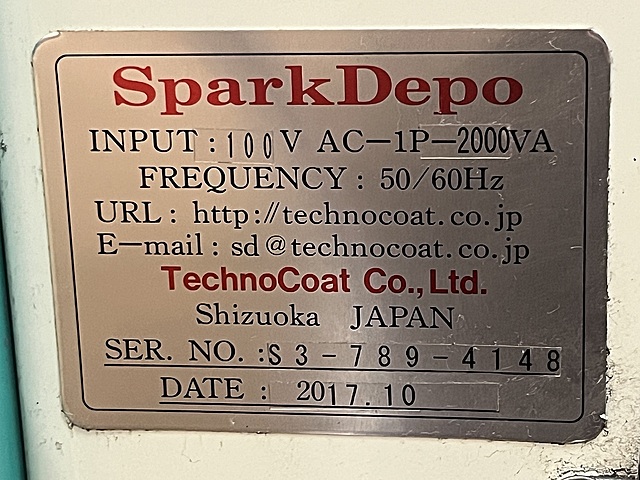 SparkDepo
INPUT : 100 V AC-1P-2000VA
FREQUENCY : 50/60Hz
URL : http://technocoat.co.jp
E-mail : sd@technocoat.co.jp
TechnoCoat Co., Ltd.
Shizuoka JAPAN
SER. NO. : S3-789-4148
DATE : 2017.10